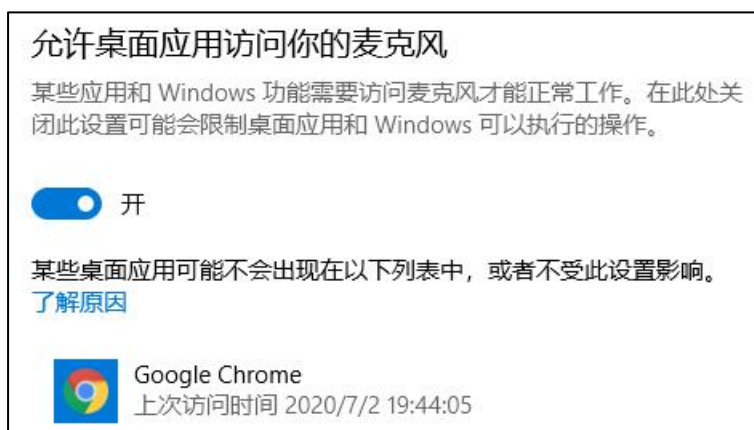 允许桌面应用访问你的麦克风
某些应用和 Windows 功能需要访问麦克风才能正常工作。在此处关
闭此设置可能会限制桌面应用和 Windows 可以执行的操作。
开
某些桌面应用可能不会出现在以下列表中，或者不受此设置影响。
了解原因
Google Chrome
上次访问时间 2020/7/2 19:44:05